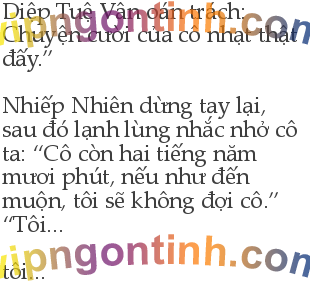 Diệp Tuệ Vân oán trách:
Chuyện cười của cô nhạt thật
đấy.”
Nhiếp Nhiên dừng tay lại,
sau đó lạnh lùng nhắc nhở cô
ta: “Cô còn hai tiếng năm
mươi phút, nếu như đến
muộn, tôi sẽ không đợi cô.”
“Tôi...
vipngontinh.com
tôi...
vipngontinh.com